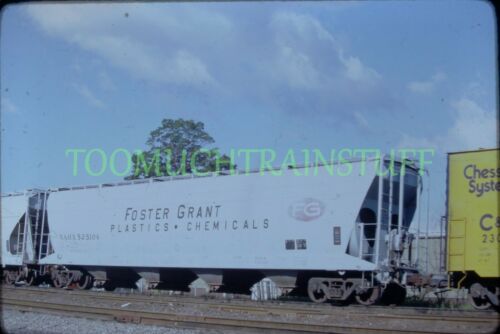 TOOMUCHTRAINSTUFF
FOSTER GRANT
PLASTICS • CHEMICALS
FG
Chess
Syste
C
23